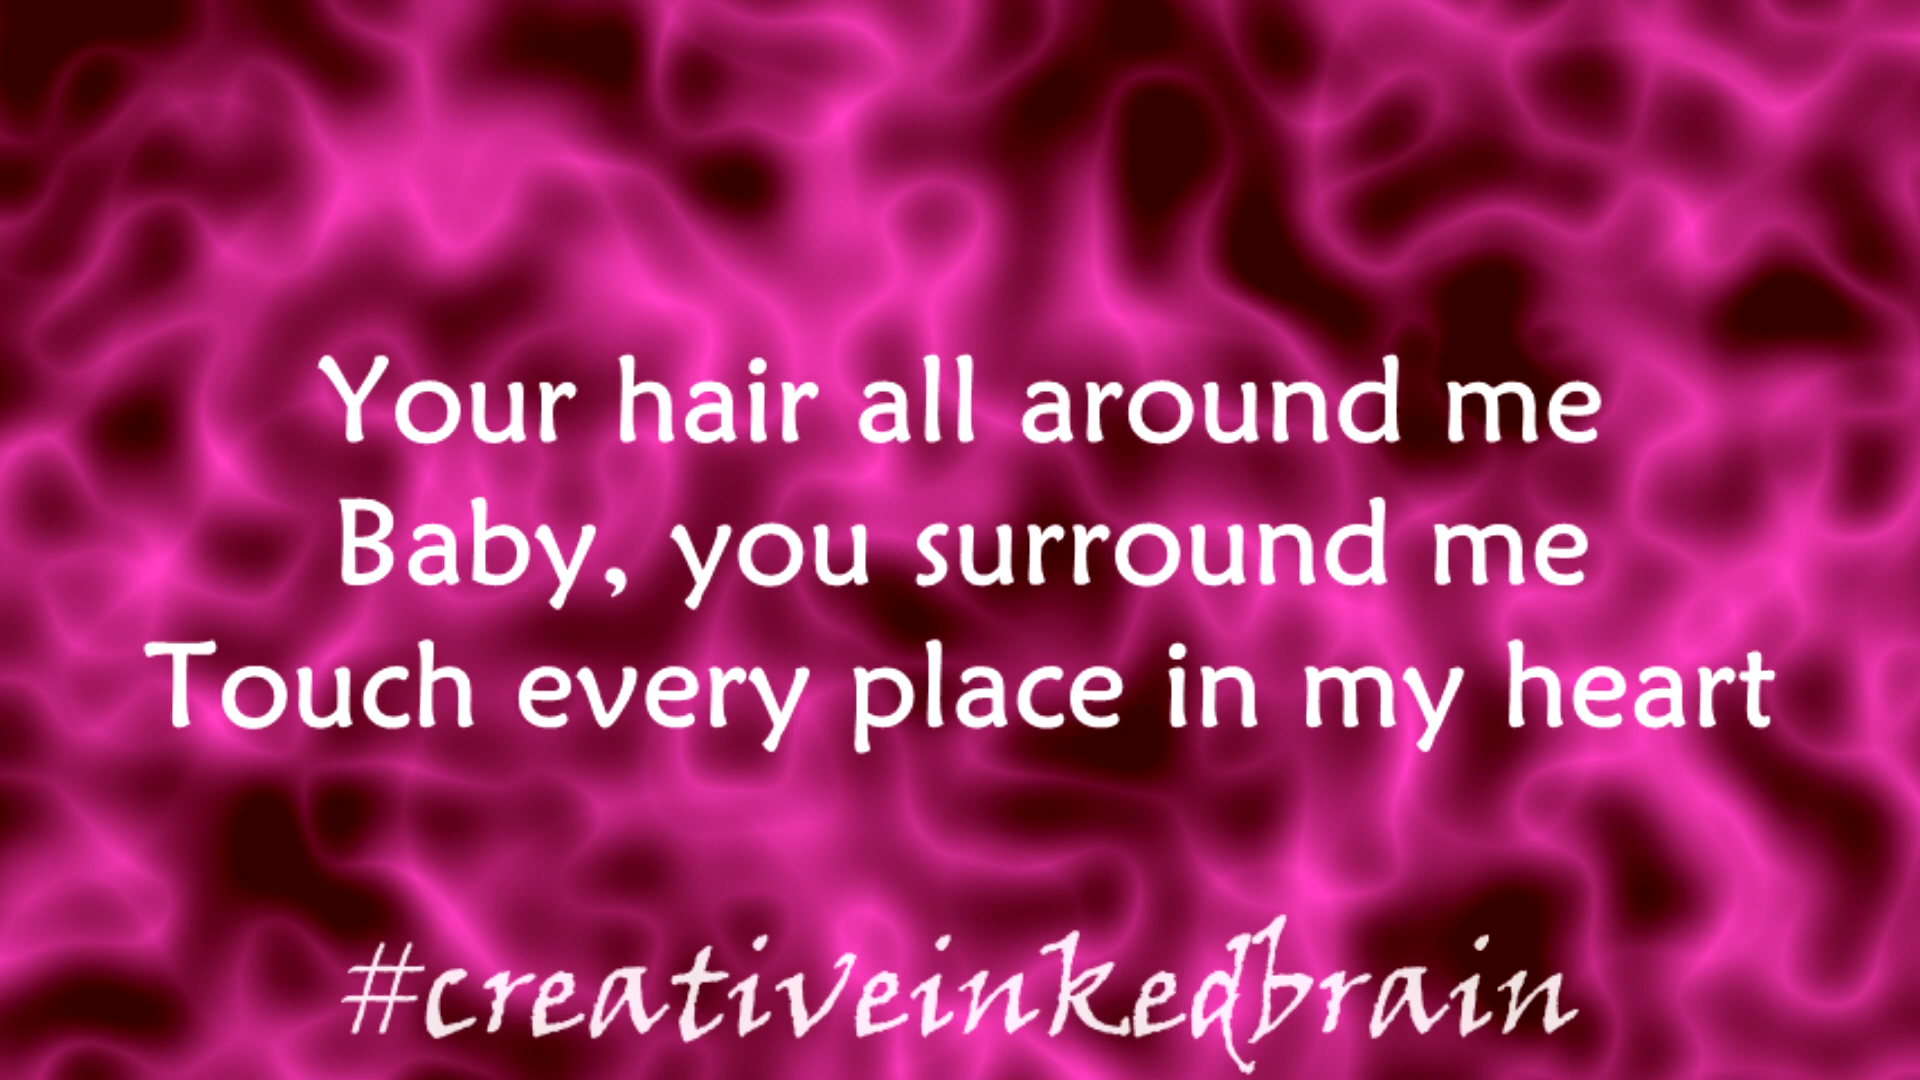 Your hair all around me
Baby, you surround me
Touch every place in my heart
#creativeinkedbrain